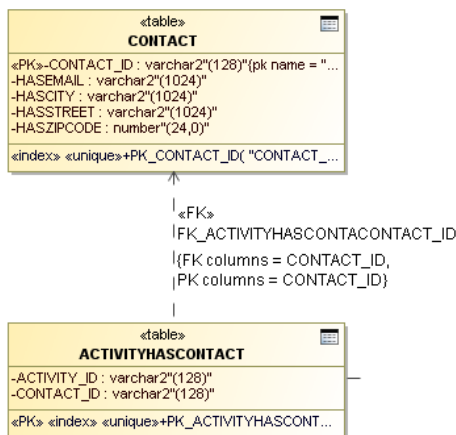 «table»
CONTACT
«PK»-CONTACT_ID : varchar2"(128)"{pk name = "...
-HASEMAIL : varchar2"(1024)"
-HASCITY : varchar2"(1024)"
-HASSTREET : varchar2"(1024)"
-HASZIPCODE : number"(24,0)"
«index» «unique»+PK_CONTACT_ID( "CONTACT_...
«FK»
FK_ACTIVITYHASCONTACONTACT_ID
{FK columns = CONTACT_ID,
PK columns = CONTACT_ID}
«table»
ACTIVITYHASCONTACT
-ACTIVITY_ID : varchar2"(128)"
-CONTACT_ID : varchar2"(128)"
«PK» «index» «unique»+PK_ACTIVITYHASCONT...